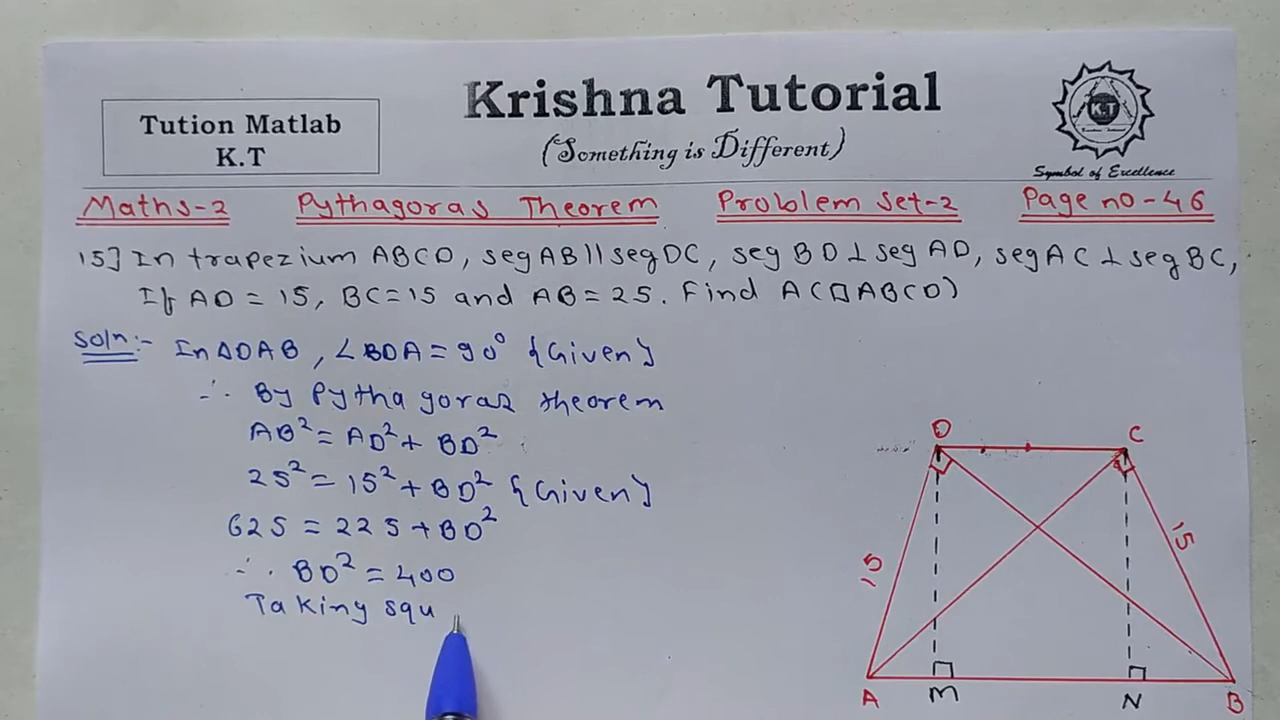 Tution Matlab
K.T
Krishna Tutorial
(Something is Different)
K.T
Symbol of Excellence
Maths-2 Pythagoras Theorem Problem Set-2 Page no-46
15] In trapezium ABCD, seg AB || seg DC, seg BD ⊥ seg AD, seg AC ⊥ seg BC,
If AD = 15, BC = 15 and AB = 25. Find A(□ABCD)
Soln:- In ΔDAB, ∠BDA = 90° {Given}
∴ By Pythagoras theorem
AB² = AD² + BD²
25² = 15² + BD² {Given}
625 = 225 + BD²
∴ BD² = 400
Taking squ
D C
15 15
A M N B